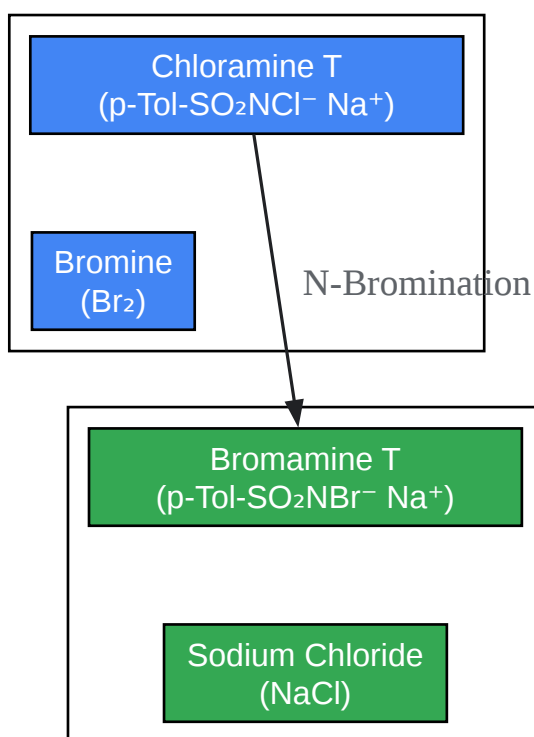 Chloramine T
(p-Tol-SO₂NCl⁻ Na⁺)
Bromine
(Br₂)
N-Bromination
Bromamine T
(p-Tol-SO₂NBr⁻ Na⁺)
Sodium Chloride
(NaCl)